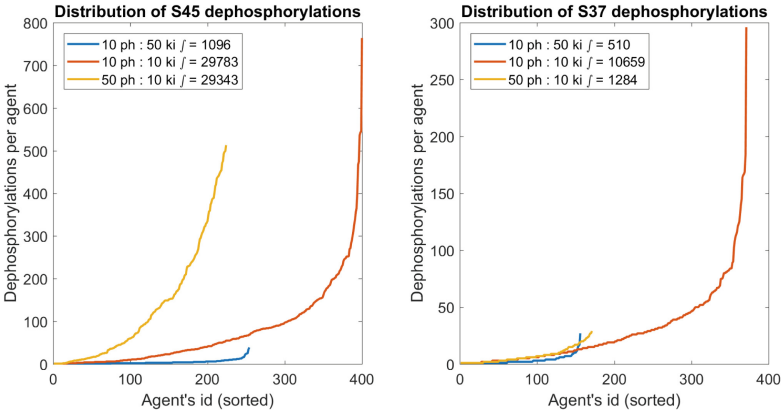 Distribution of S45 dephosphorylations
Dephosphorylations per agent
800
700
600
500
400
300
200
100
0
10 ph : 50 ki ∫ = 1096
10 ph : 10 ki ∫ = 29783
50 ph : 10 ki ∫ = 29343
0 100 200 300 400
Agent's id (sorted)
Distribution of S37 dephosphorylations
Dephosphorylations per agent
300
250
200
150
100
50
0
10 ph : 50 ki ∫ = 510
10 ph : 10 ki ∫ = 10659
50 ph : 10 ki ∫ = 1284
0 100 200 300 400
Agent's id (sorted)